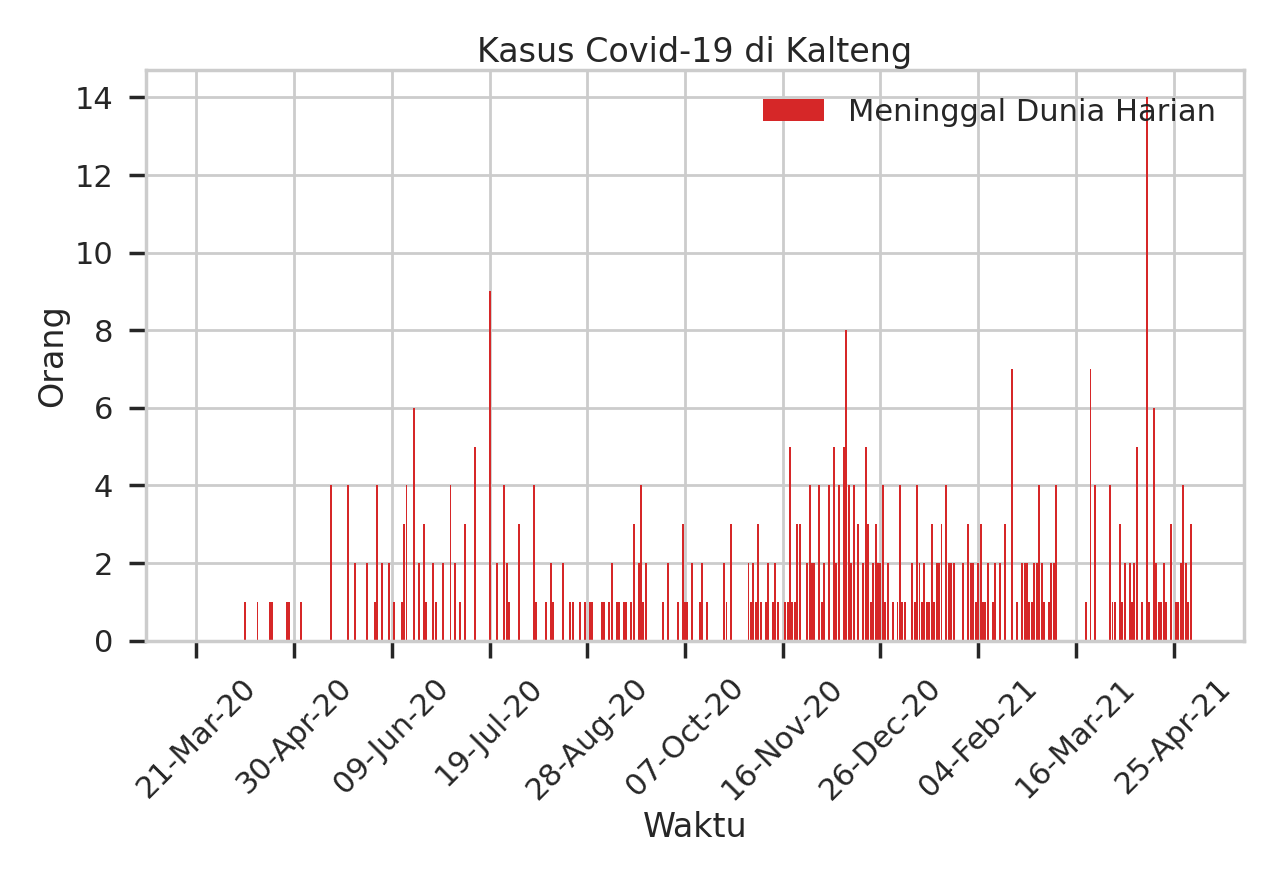 Kasus Covid-19 di Kalteng
Meninggal Dunia Harian
Orang
14
12
10
8
6
4
2
0
21-Mar-20
30-Apr-20
09-Jun-20
19-Jul-20
28-Aug-20
07-Oct-20
16-Nov-20
26-Dec-20
04-Feb-21
16-Mar-21
25-Apr-21
Waktu